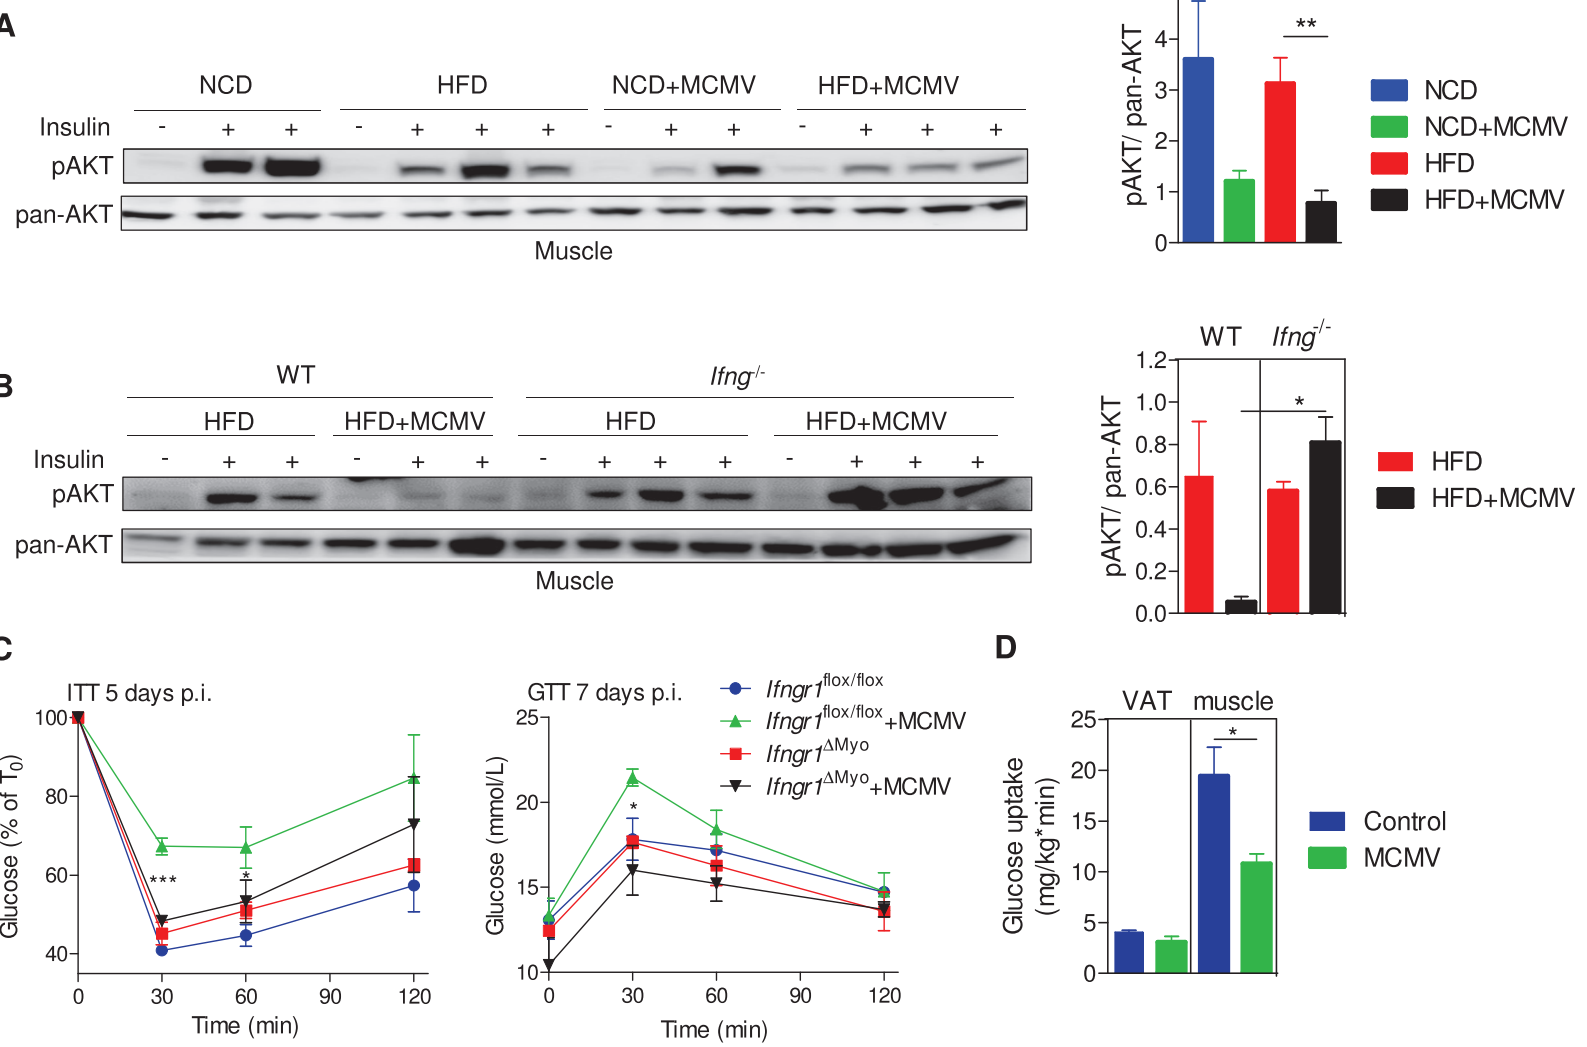 A
NCD HFD NCD+MCMV HFD+MCMV
Insulin - + + - + + + - + + - + + +
pAKT
pan-AKT
Muscle
pAKT/ pan-AKT
4
3
2
1
0
**
NCD
NCD+MCMV
HFD
HFD+MCMV
B
WT Ifng-/-
HFD HFD+MCMV HFD HFD+MCMV
Insulin - + + - + + - + + + - + + +
pAKT
pan-AKT
Muscle
WT Ifng-/-
pAKT/ pan-AKT
1.2
1.0
0.8
0.6
0.4
0.2
0.0
*
HFD
HFD+MCMV
C
ITT 5 days p.i.
Glucose (% of T0)
100
80
60
40
***
*
0 30 60 90 120
Time (min)
GTT 7 days p.i.
Glucose (mmol/L)
25
20
15
10
*
0 30 60 90 120
Time (min)
Ifngr1flox/flox
Ifngr1flox/flox+MCMV
Ifngr1ΔMyo
Ifngr1ΔMyo+MCMV
D
VAT muscle
Glucose uptake
(mg/kg*min)
25
20
15
10
5
0
*
Control
MCMV